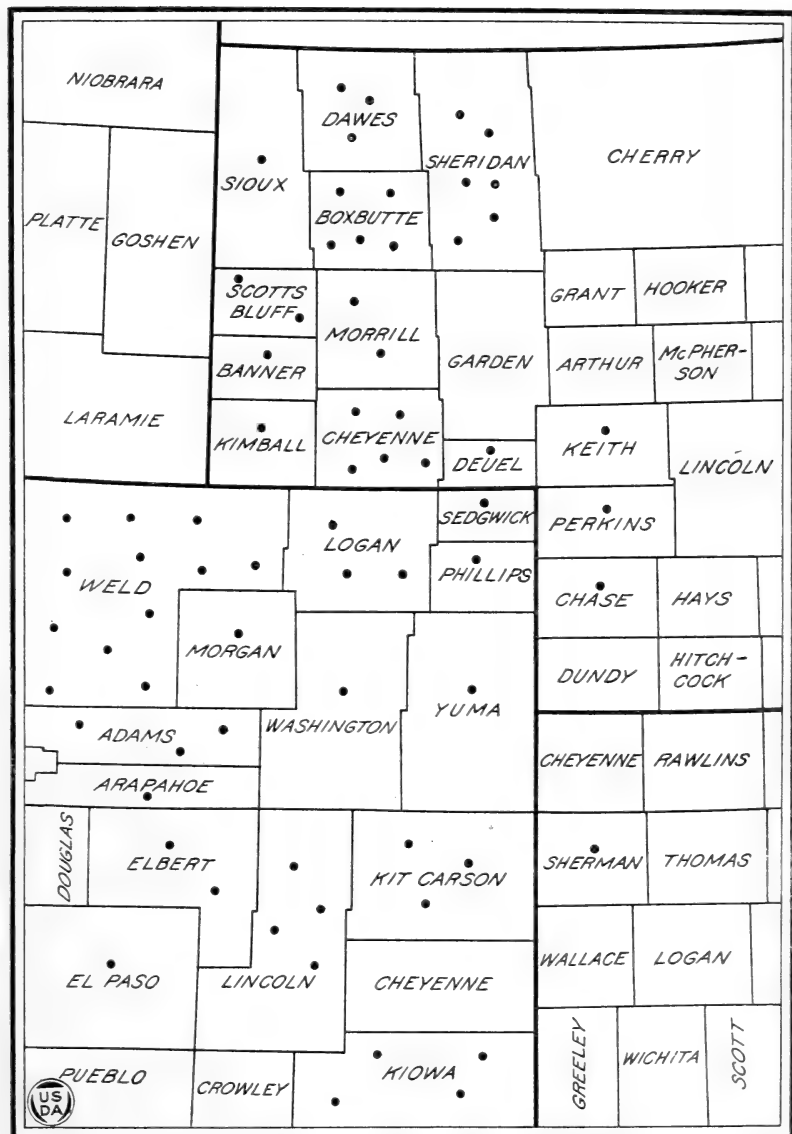 NIOBRARA
DAWES
SHERIDAN
CHERRY
SIOUX
PLATTE
GOSHEN
BOXBUTTE
SCOTTS
BLUFF
MORRILL
GRANT
HOOKER
GARDEN
ARTHUR
McPHER-
SON
BANNER
LARAMIE
KIMBALL
CHEYENNE
DEUEL
KEITH
LINCOLN
SEDGWICK
PERKINS
LOGAN
PHILLIPS
WELD
CHASE
HAYS
MORGAN
DUNDY
HITCH-
COCK
WASHINGTON
YUMA
ADAMS
CHEYENNE
RAWLINS
ARAPAHOE
DOUGLAS
ELBERT
KIT CARSON
SHERMAN
THOMAS
EL PASO
LINCOLN
CHEYENNE
WALLACE
LOGAN
PUEBLO
CROWLEY
KIOWA
GREELEY
WICHITA
SCOTT
US
DA